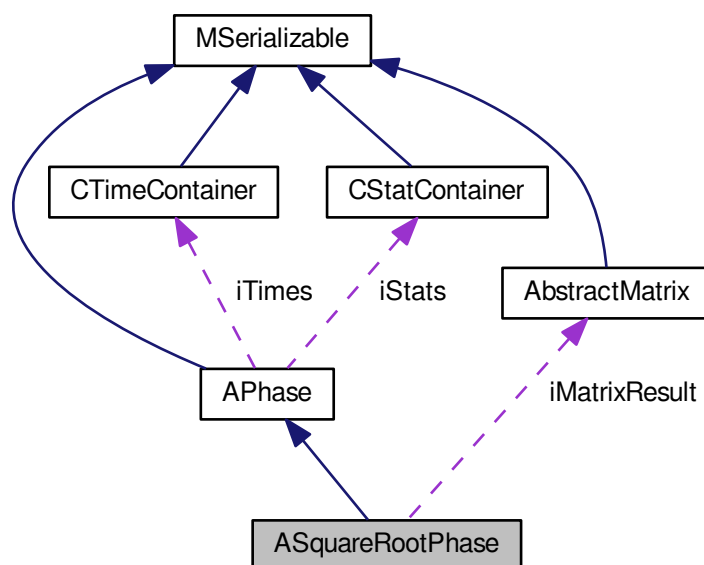 MSerializable
CTimeContainer
CStatContainer
iTimes
iStats
AbstractMatrix
APhase
iMatrixResult
ASquareRootPhase